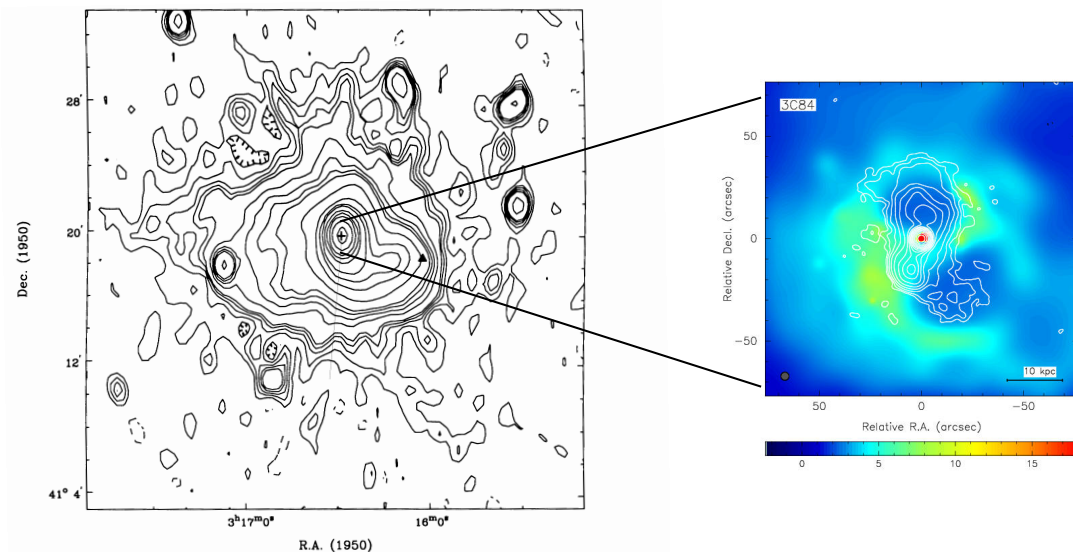 28'
20'
12'
41° 4'
Dec. (1950)
3ʰ17ᵐ0ˢ
16ᵐ0ˢ
R.A. (1950)
3C84
50
0
−50
Relative Decl. (arcsec)
10 kpc
50
0
−50
Relative R.A. (arcsec)
0
5
10
15